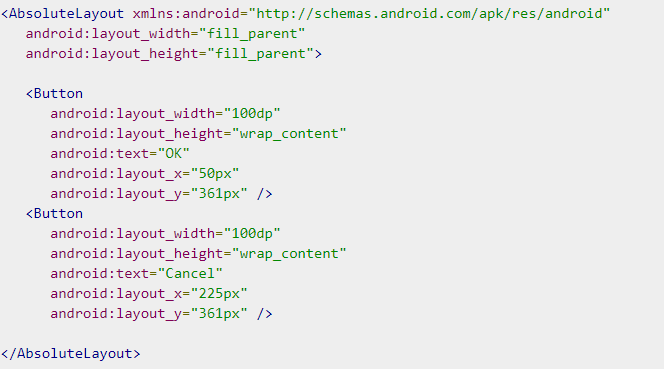 <AbsoluteLayout xmlns:android="http://schemas.android.com/apk/res/android"
   android:layout_width="fill_parent"
   android:layout_height="fill_parent">

   <Button
      android:layout_width="100dp"
      android:layout_height="wrap_content"
      android:text="OK"
      android:layout_x="50px"
      android:layout_y="361px" />
   <Button
      android:layout_width="100dp"
      android:layout_height="wrap_content"
      android:text="Cancel"
      android:layout_x="225px"
      android:layout_y="361px" />

</AbsoluteLayout>